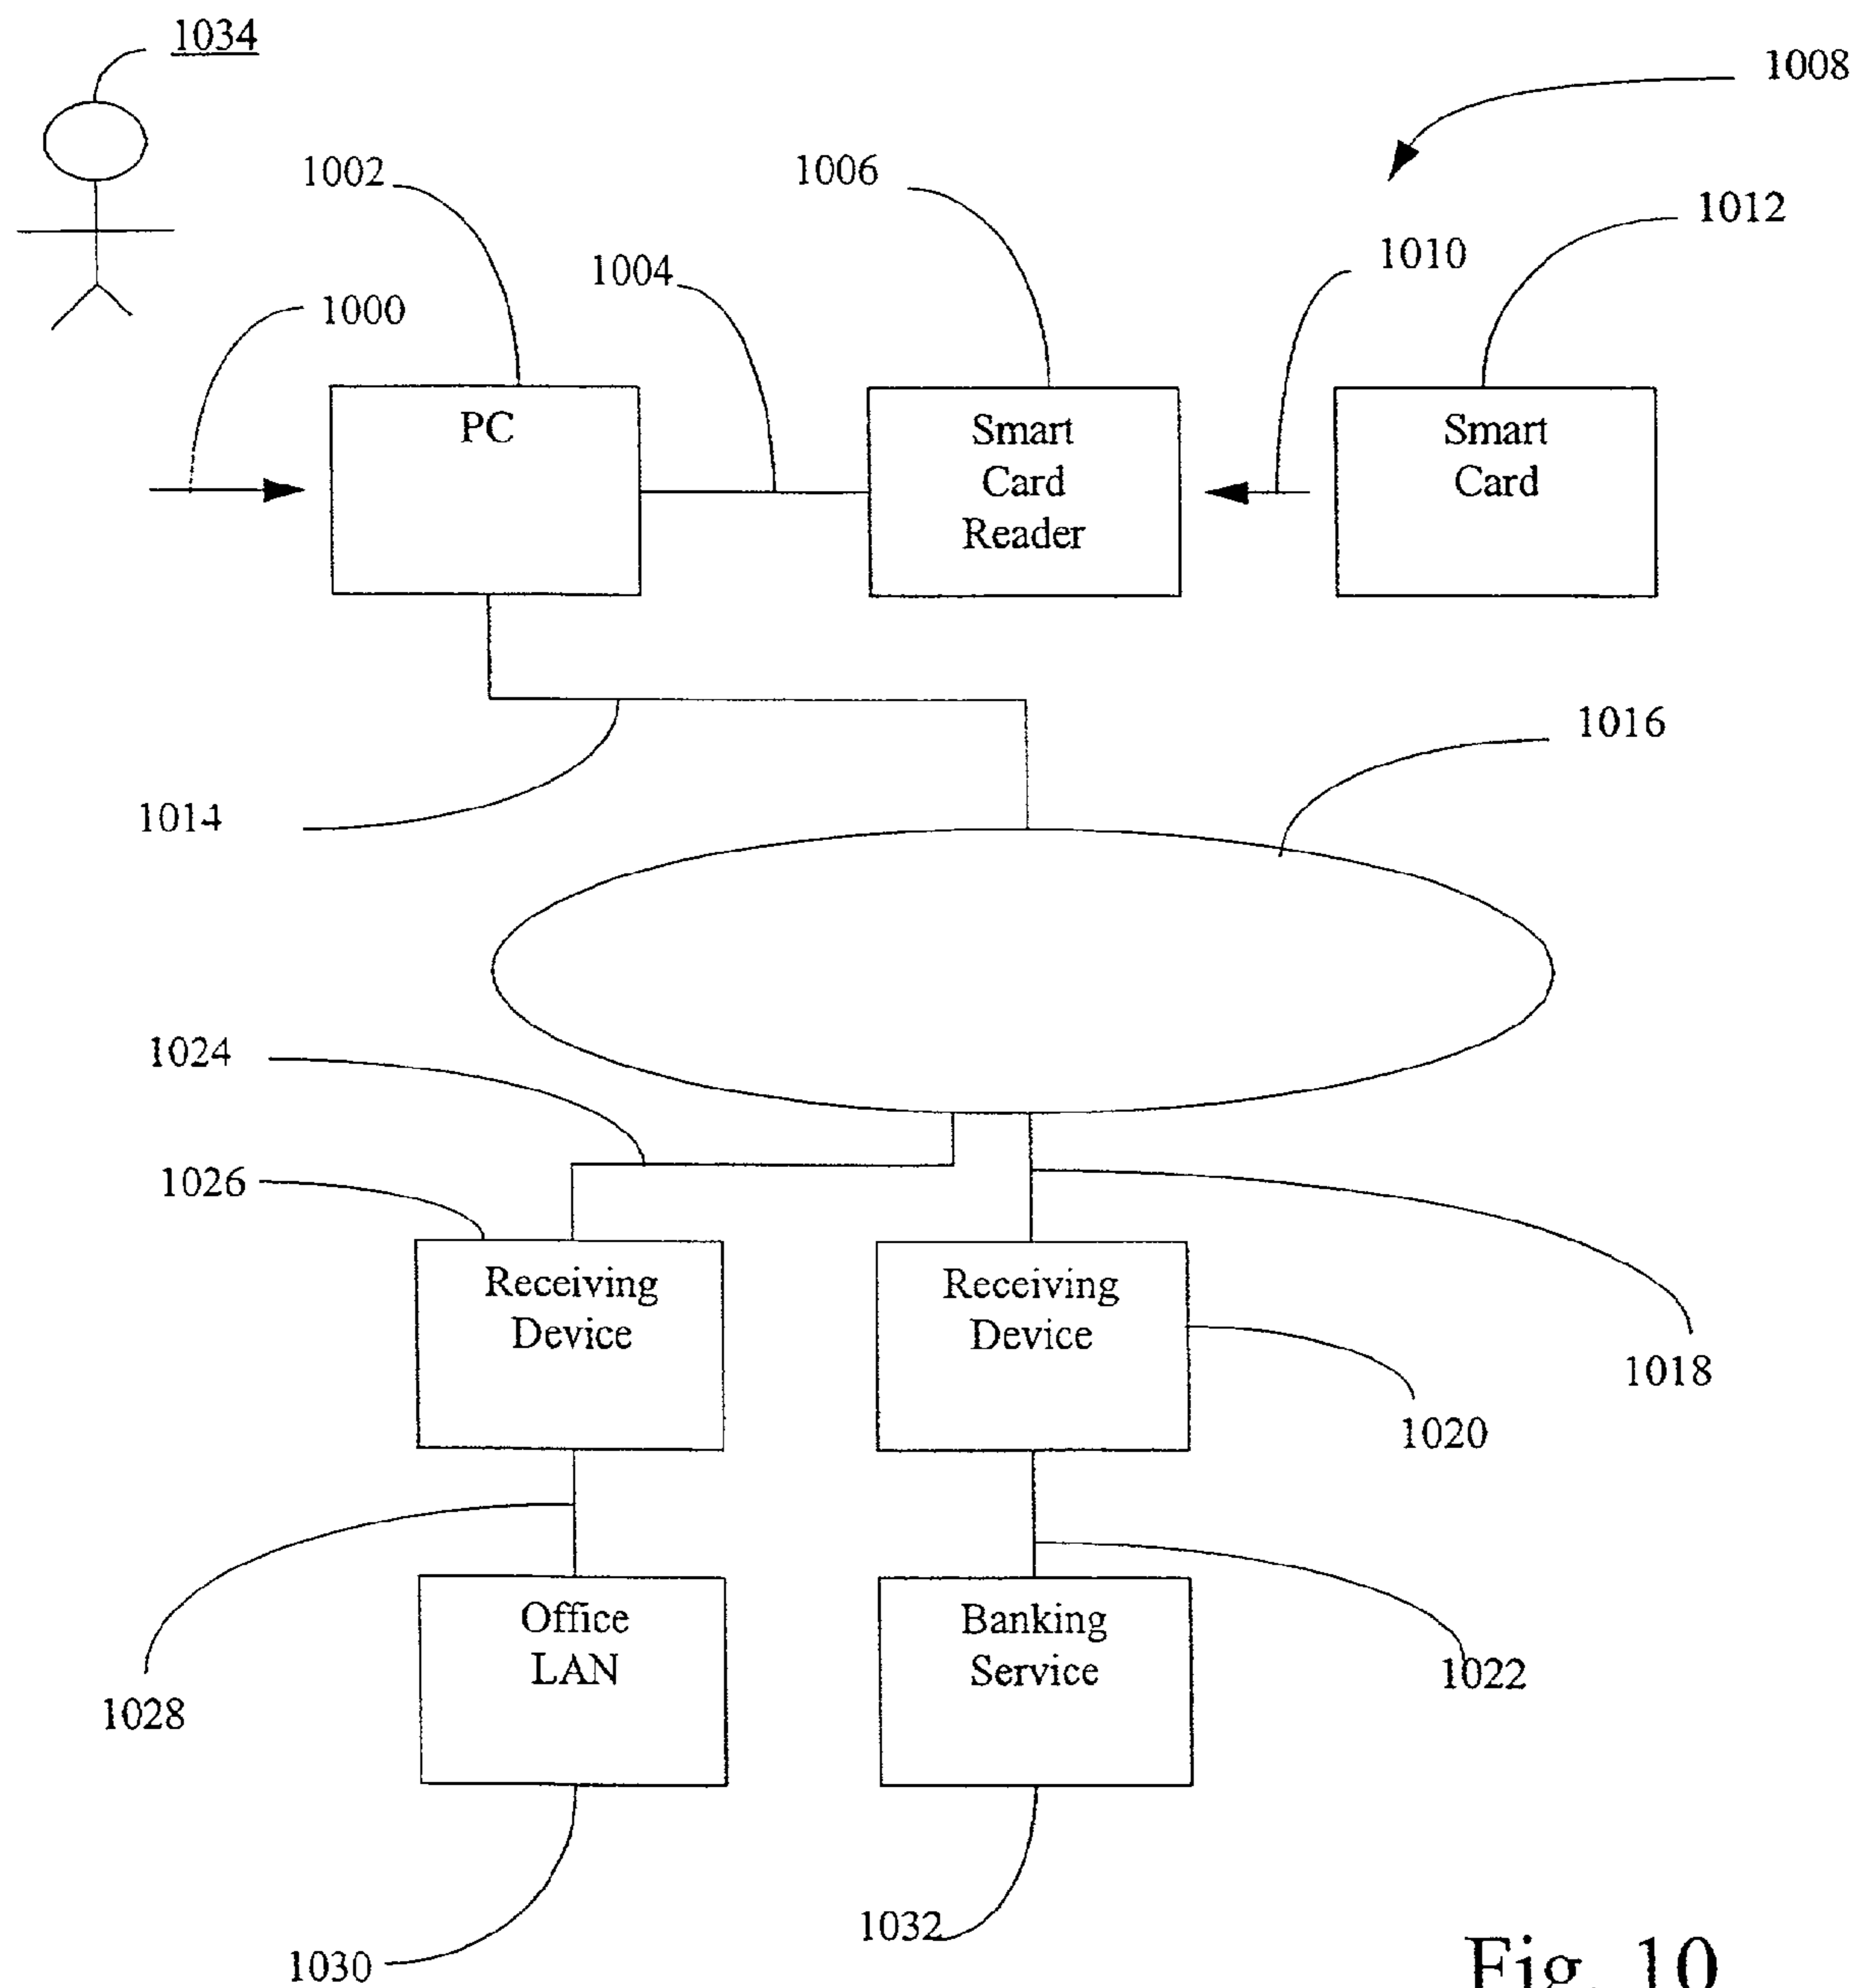 1034
1008
1002
1006
1012
1004
1010
1000
PC
Smart
Card
Reader
Smart
Card
1016
1014
1024
1026
Receiving
Device
Receiving
Device
1018
1020
Office
LAN
Banking
Service
1022
1028
1032
1030
Fig. 10